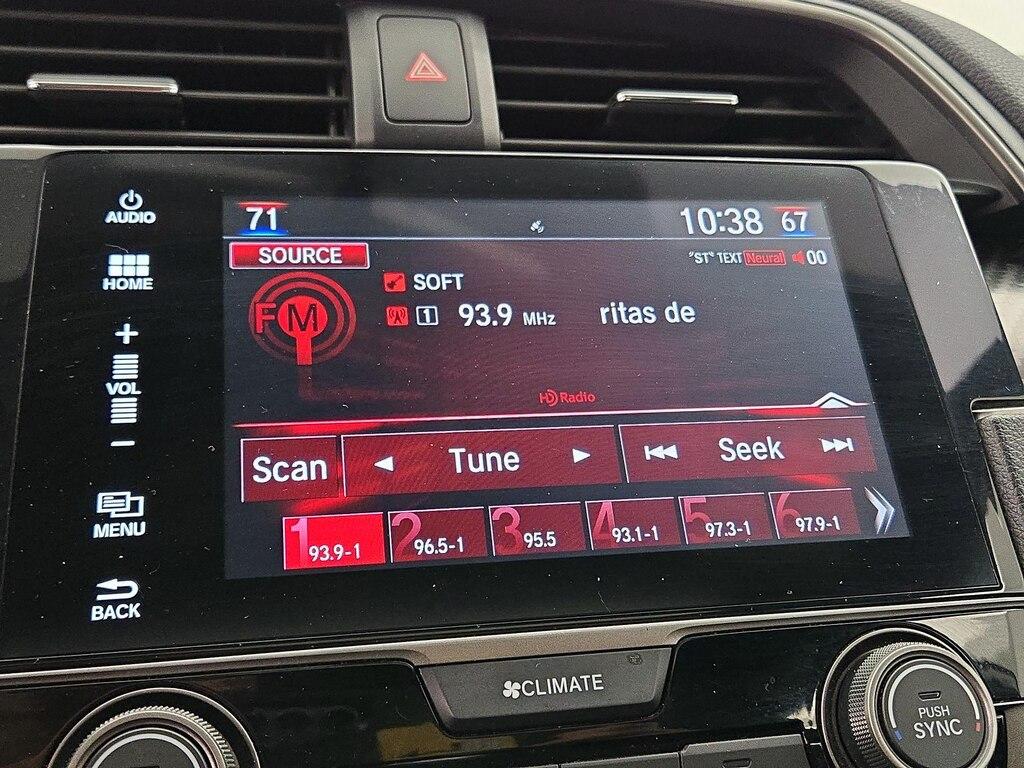 AUDIO
HOME
+
VOL
−
MENU
BACK
71
10:38 67
SOURCE
"ST" TEXT Neural 00
FM
SOFT
1 93.9 MHz ritas de
HD Radio
Scan Tune Seek
1 93.9-1 2 96.5-1 3 95.5 4 93.1-1 5 97.3-1 6 97.9-1
CLIMATE
PUSH
SYNC